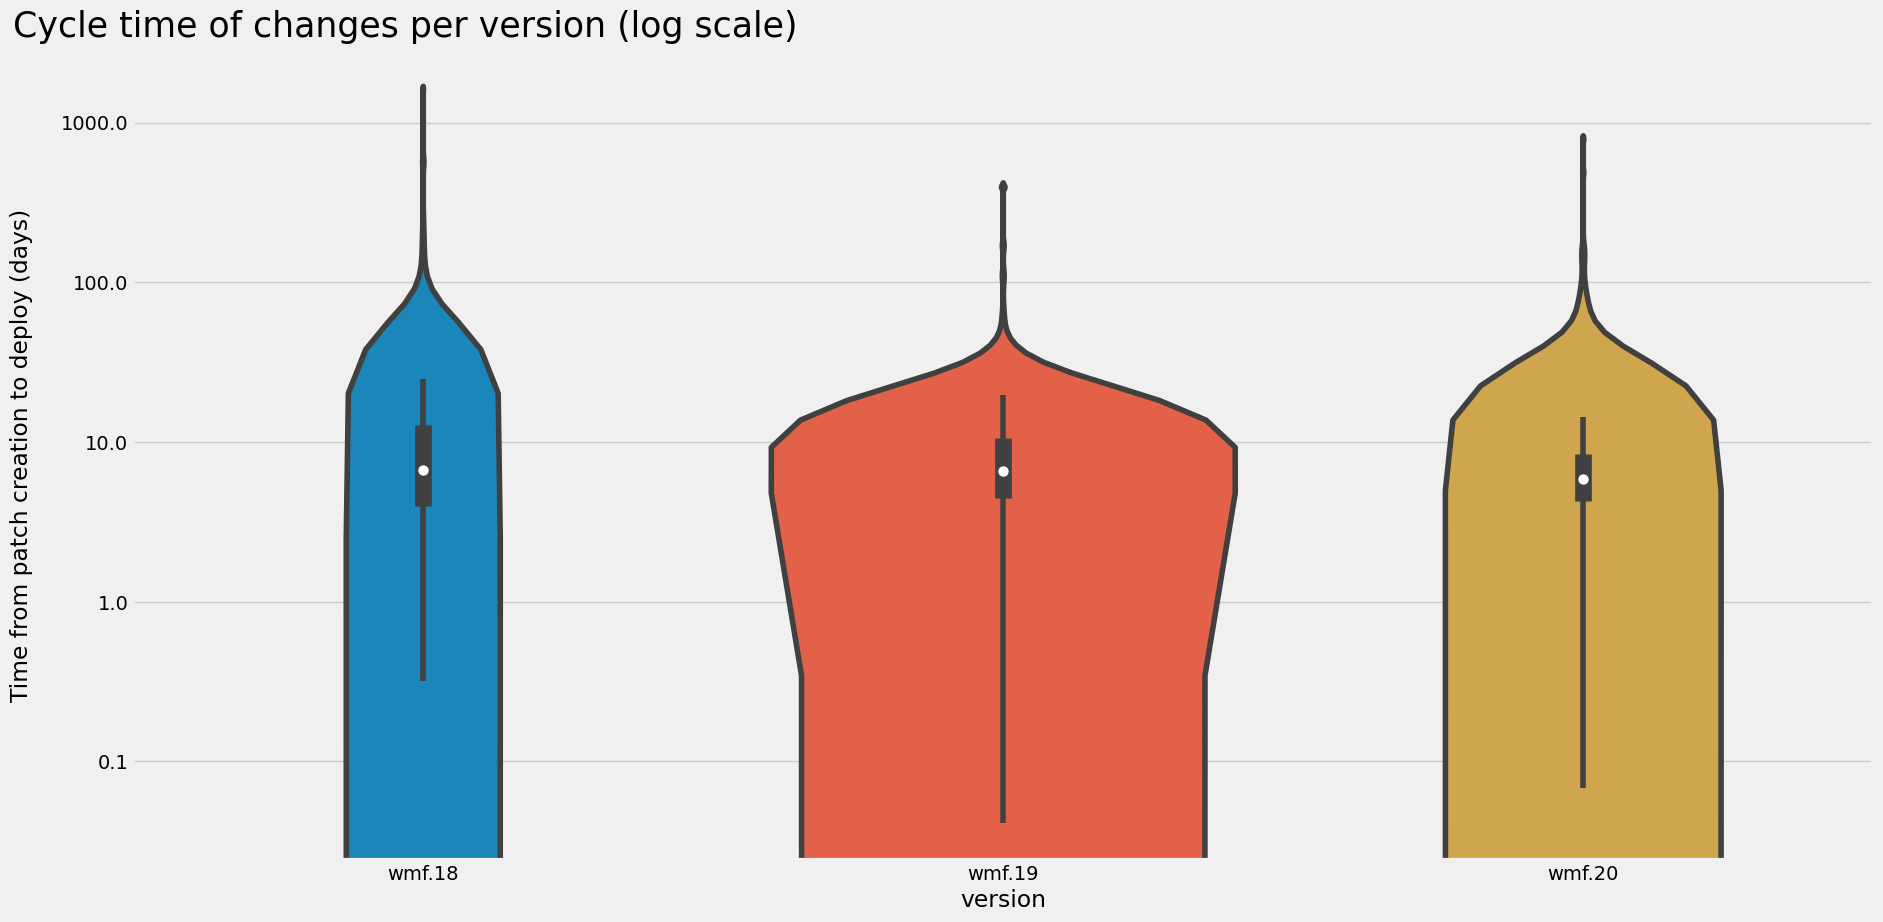 Cycle time of changes per version (log scale)
Time from patch creation to deploy (days)
1000.0
100.0
10.0
1.0
0.1
wmf.18 wmf.19 wmf.20
version